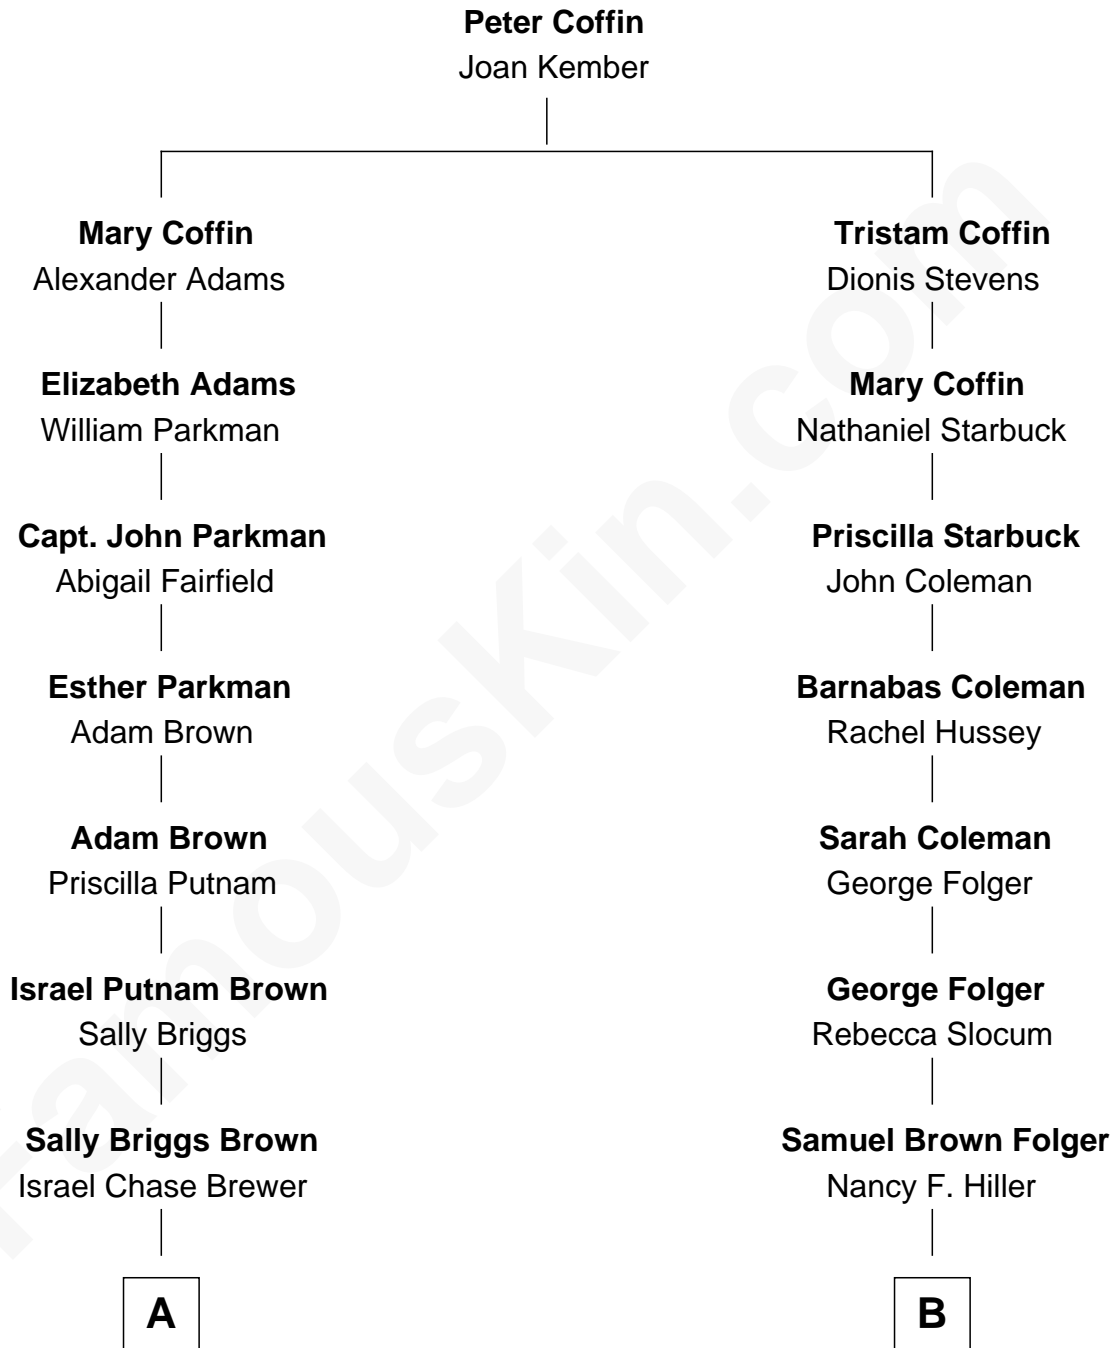 Peter Coffin
Joan Kember
Mary Coffin
Alexander Adams
Tristam Coffin
Dionis Stevens
Elizabeth Adams
William Parkman
Mary Coffin
Nathaniel Starbuck
Capt. John Parkman
Abigail Fairfield
Priscilla Starbuck
John Coleman
Esther Parkman
Adam Brown
Barnabas Coleman
Rachel Hussey
Adam Brown
Priscilla Putnam
Sarah Coleman
George Folger
Israel Putnam Brown
Sally Briggs
George Folger
Rebecca Slocum
Sally Briggs Brown
Israel Chase Brewer
Samuel Brown Folger
Nancy F. Hiller
A
B
FamousKin.com